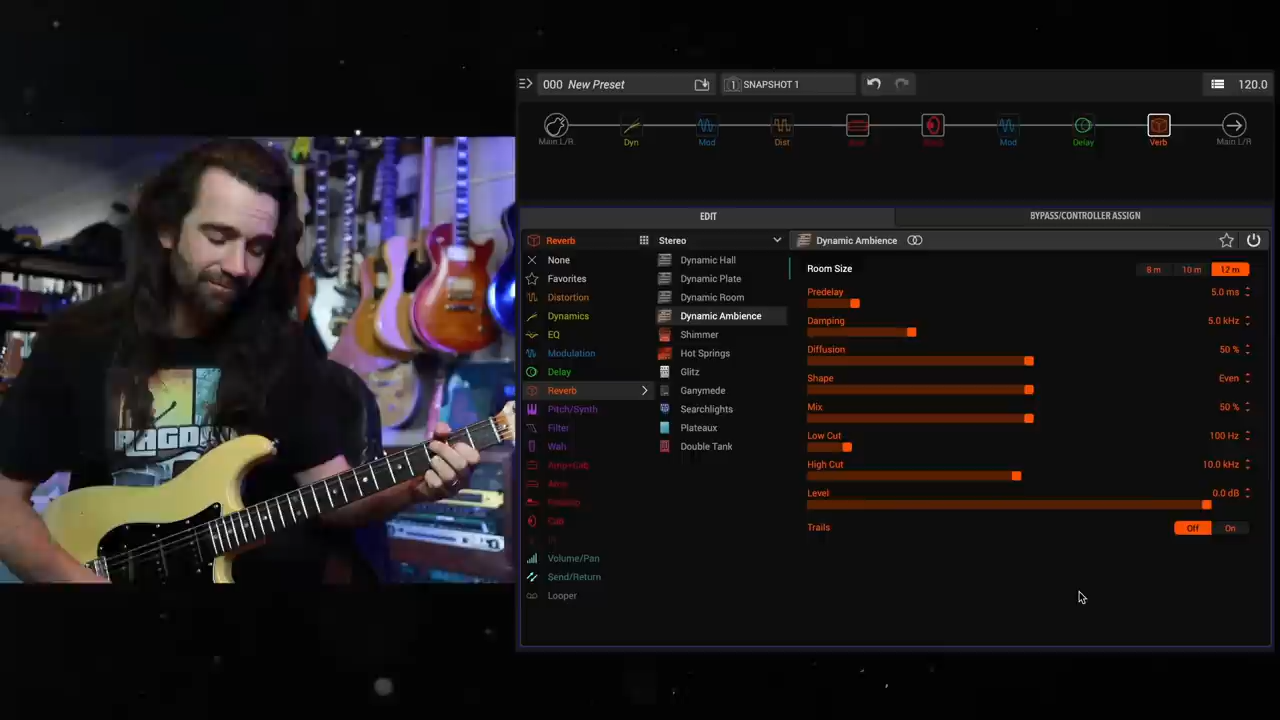 000 New Preset
1 SNAPSHOT 1
120.0
Main L/R
Dyn
Mod
Dist
Mod
Delay
Verb
Main L/R
EDIT
BYPASS/CONTROLLER ASSIGN
Reverb
Stereo
Dynamic Ambience
None
Favorites
Distortion
Dynamics
EQ
Modulation
Delay
Reverb
Pitch/Synth
Filter
Wah
Amp+Cab
Amp
Preamp
Cab
IR
Volume/Pan
Send/Return
Looper
Dynamic Hall
Dynamic Plate
Dynamic Room
Dynamic Ambience
Shimmer
Hot Springs
Glitz
Ganymede
Searchlights
Plateaux
Double Tank
Room Size 8 m 10 m 12 m
Predelay 5.0 ms
Damping 5.0 kHz
Diffusion 50 %
Shape Even
Mix 50 %
Low Cut 100 Hz
High Cut 10.0 kHz
Level 0.0 dB
Trails Off On